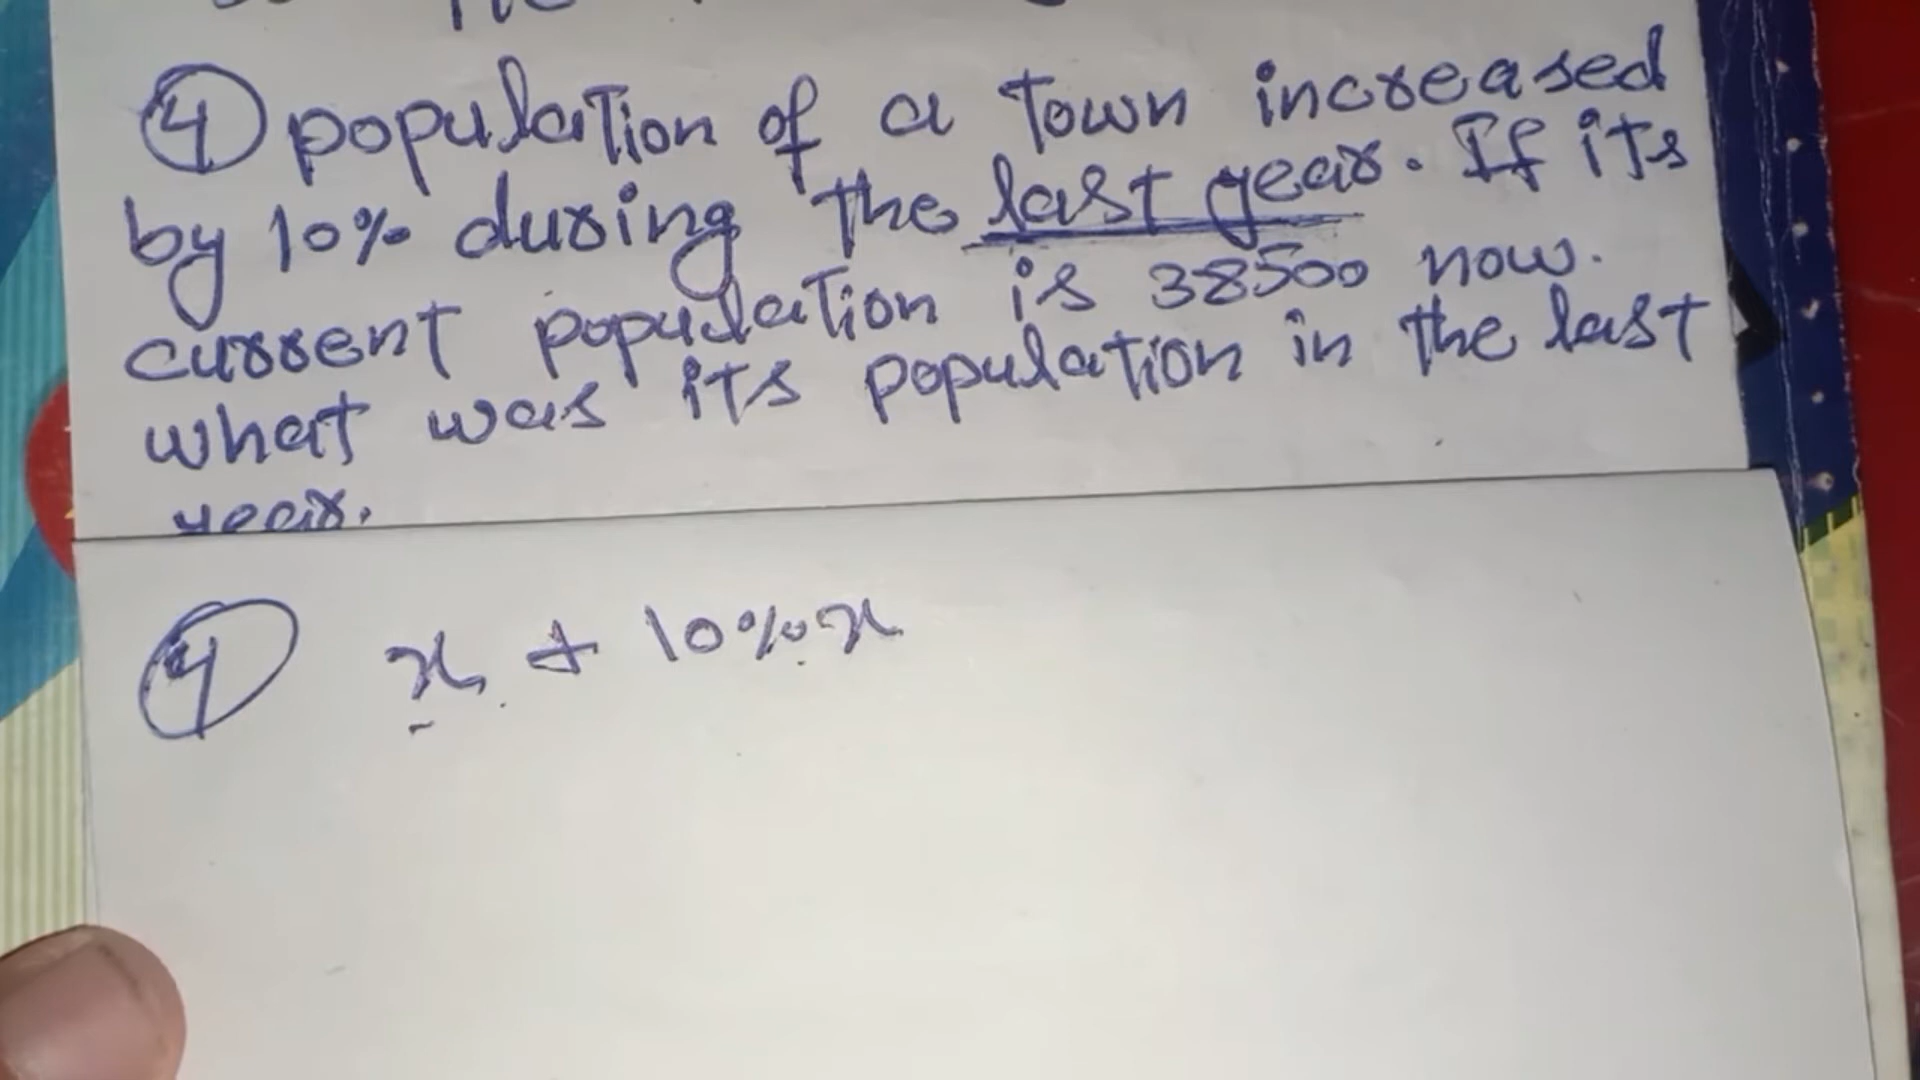 ④ population of a Town increased
by 10% during the last year. If its
current population is 38500 now.
what was its population in the last
year.
④ x + 10% x